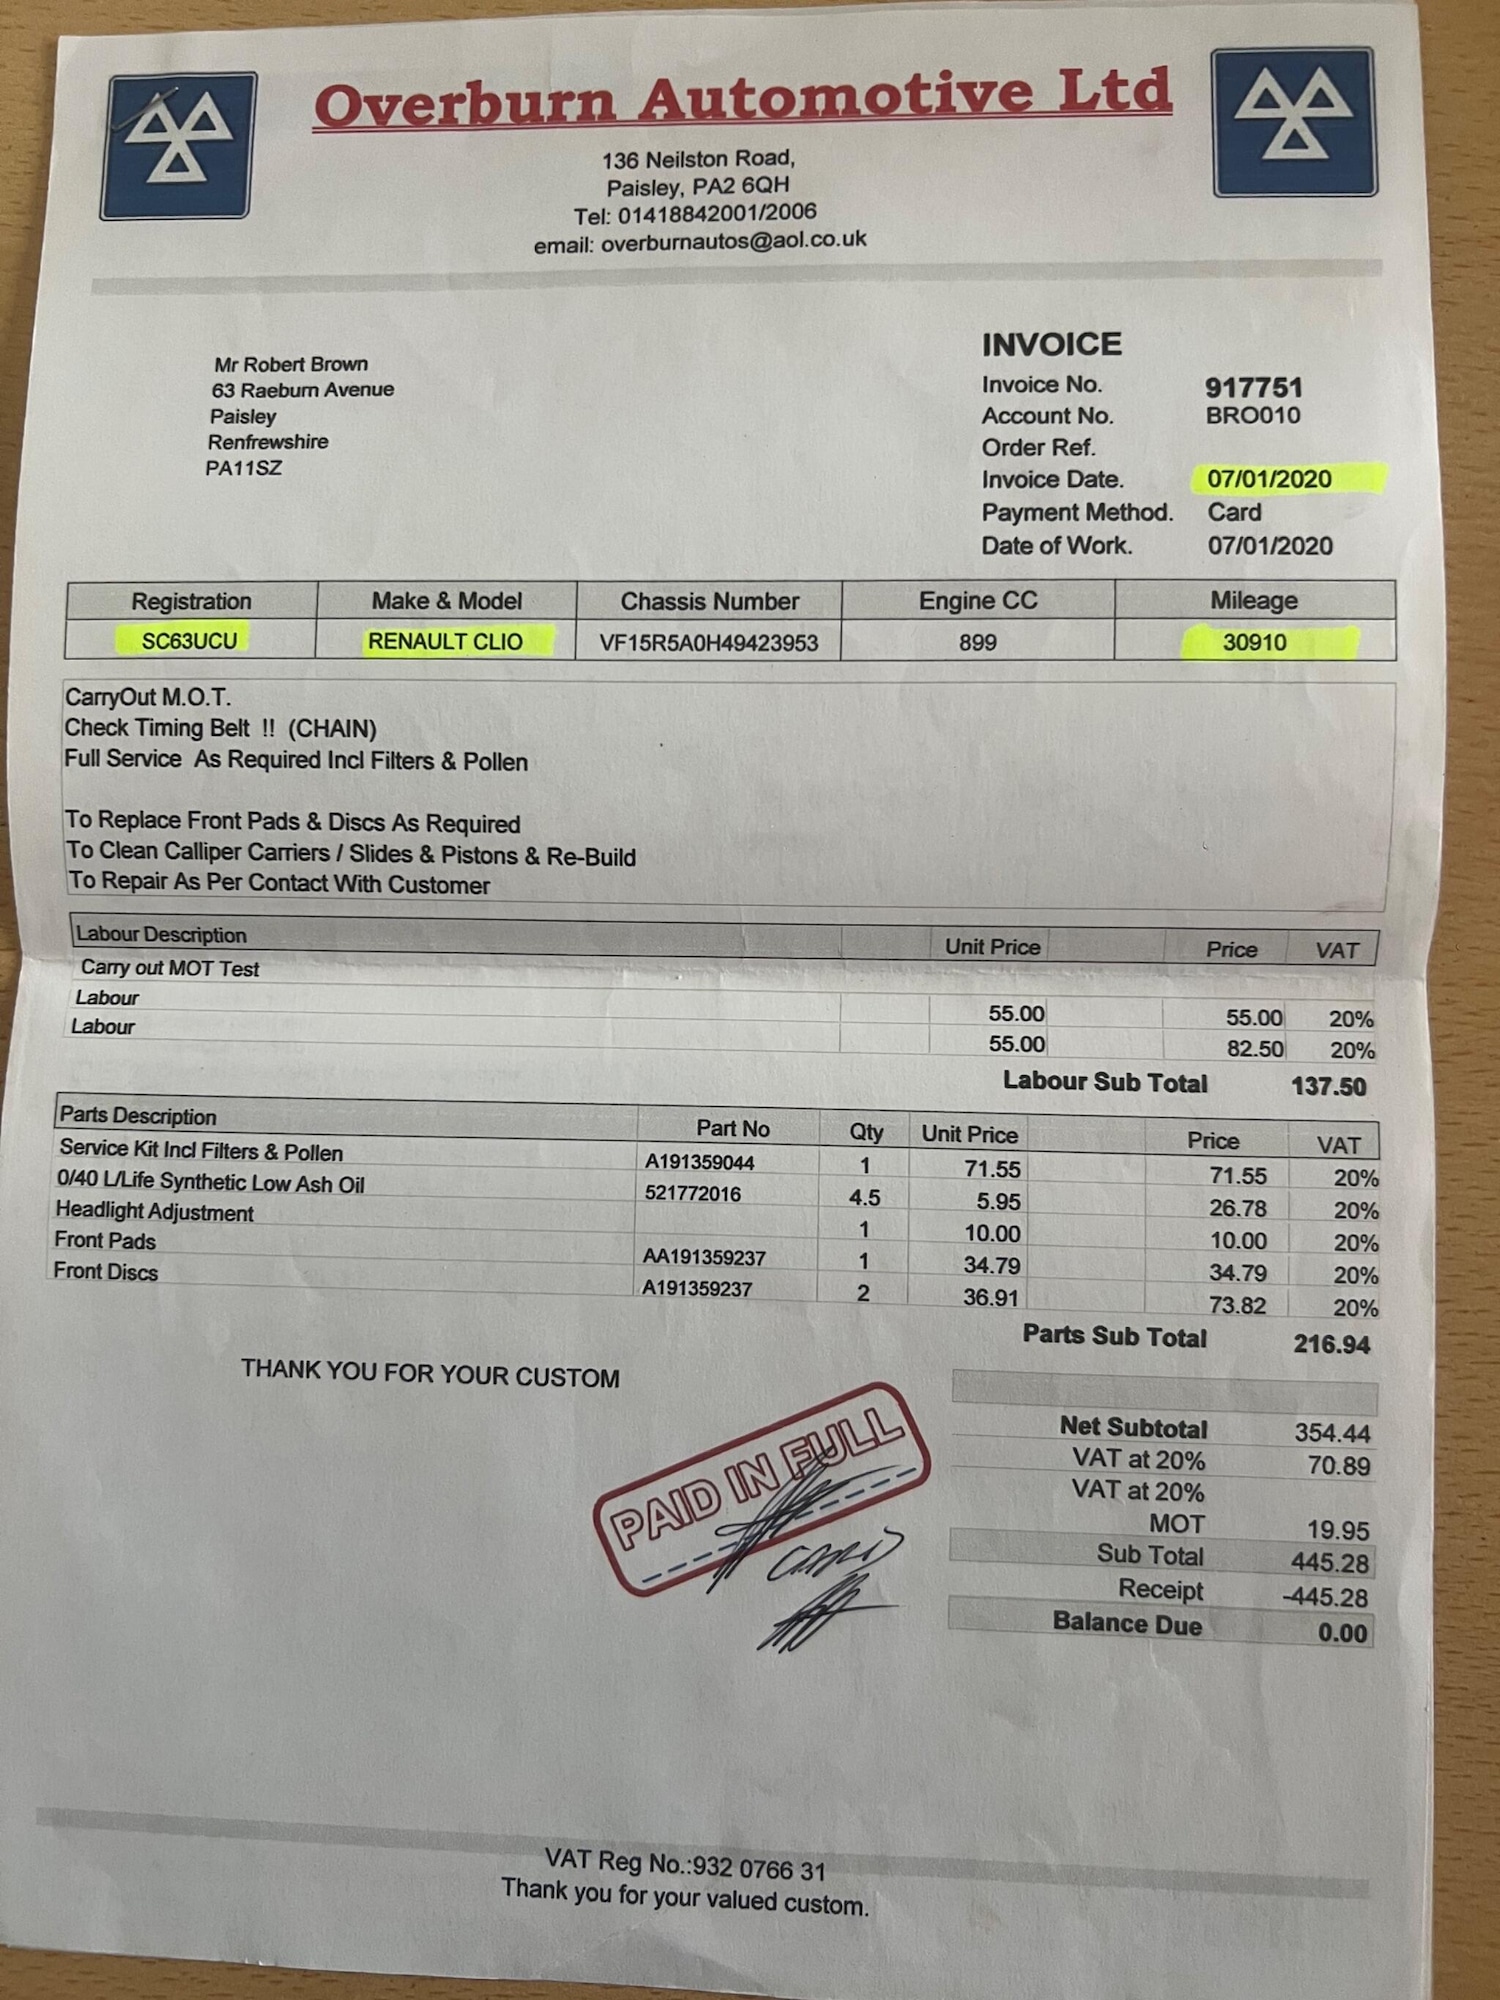 Overburn Automotive Ltd
136 Neilston Road,
Paisley, PA2 6QH
Tel: 01418842001/2006
email: overburnautos@aol.co.uk
Mr Robert Brown
63 Raeburn Avenue
Paisley
Renfrewshire
PA11SZ
INVOICE
Invoice No. 917751
Account No. BRO010
Order Ref.
Invoice Date. 07/01/2020
Payment Method. Card
Date of Work. 07/01/2020
Registration Make & Model Chassis Number Engine CC Mileage
SC63UCU RENAULT CLIO VF15R5A0H49423953 899 30910
CarryOut M.O.T.
Check Timing Belt !! (CHAIN)
Full Service As Required Incl Filters & Pollen
To Replace Front Pads & Discs As Required
To Clean Calliper Carriers / Slides & Pistons & Re-Build
To Repair As Per Contact With Customer
Labour Description Unit Price Price VAT
Carry out MOT Test
Labour 55.00 55.00 20%
Labour 55.00 82.50 20%
Labour Sub Total 137.50
Parts Description Part No Qty Unit Price Price VAT
Service Kit Incl Filters & Pollen A191359044 1 71.55 71.55 20%
0/40 L/Life Synthetic Low Ash Oil 521772016 4.5 5.95 26.78 20%
Headlight Adjustment 1 10.00 10.00 20%
Front Pads AA191359237 1 34.79 34.79 20%
Front Discs A191359237 2 36.91 73.82 20%
Parts Sub Total 216.94
THANK YOU FOR YOUR CUSTOM
PAID IN FULL
CARD
Net Subtotal 354.44
VAT at 20% 70.89
VAT at 20%
MOT 19.95
Sub Total 445.28
Receipt -445.28
Balance Due 0.00
VAT Reg No.:932 0766 31
Thank you for your valued custom.